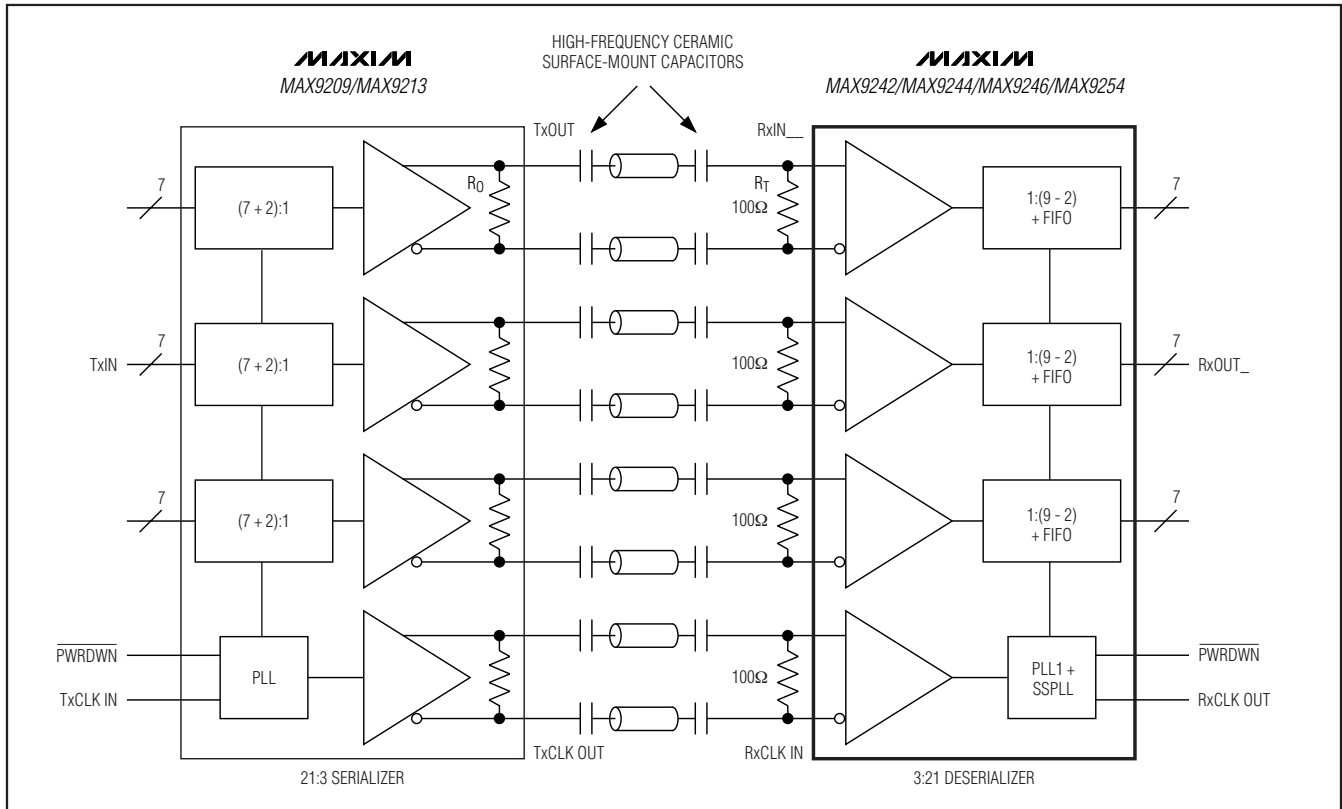 HIGH-FREQUENCY CERAMIC
SURFACE-MOUNT CAPACITORS
MAXIM
MAX9209/MAX9213
MAXIM
MAX9242/MAX9244/MAX9246/MAX9254
TxOUT
RxIN__
7
(7 + 2):1
RO
RT
100Ω
1:(9 - 2)
+ FIFO
7
TxIN
7
(7 + 2):1
100Ω
1:(9 - 2)
+ FIFO
7
RxOUT_
7
(7 + 2):1
100Ω
1:(9 - 2)
+ FIFO
7
PWRDWN
TxCLK IN
PLL
100Ω
PLL1 +
SSPLL
PWRDWN
RxCLK OUT
TxCLK OUT
RxCLK IN
21:3 SERIALIZER
3:21 DESERIALIZER